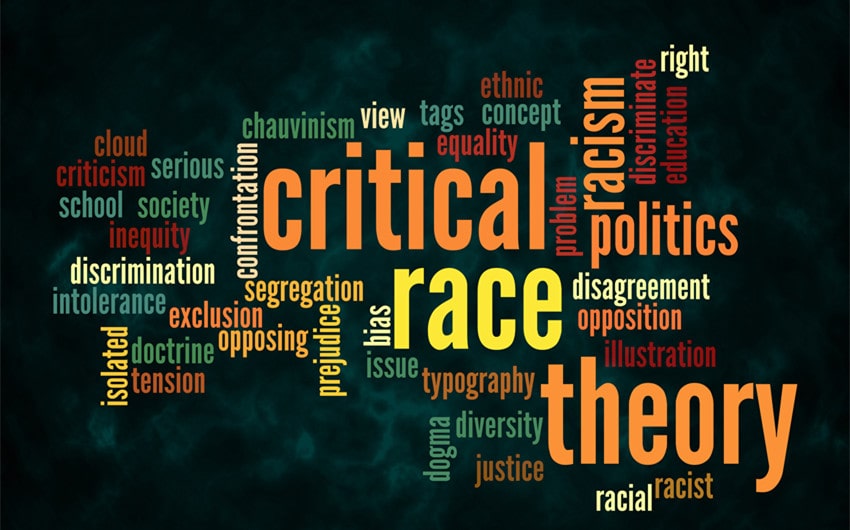 right
ethnic
racism
discriminate
education
view
tags
concept
chauvinism
equality
cloud
criticism
serious
confrontation
critical
problem
politics
school
society
inequity
discrimination
intolerance
segregation
race
disagreement
exclusion
opposing
prejudice
bias
opposition
isolated
doctrine
tension
issue
typography
theory
illustration
dogma
diversity
justice
racial
racist